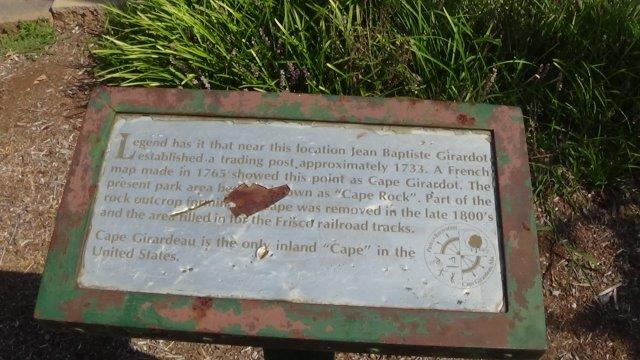 Legend has it that near this location Jean Baptiste Girardot
established a trading post approximately 1733. A French
map made in 1765 showed this point as Cape Girardot. The
present park area as "Cape Rock". Part of the
rock outcrop was removed in the late 1800's
and the area filled in for the Frisco railroad tracks.
Cape Girardeau is the only inland "Cape" in the
United States.